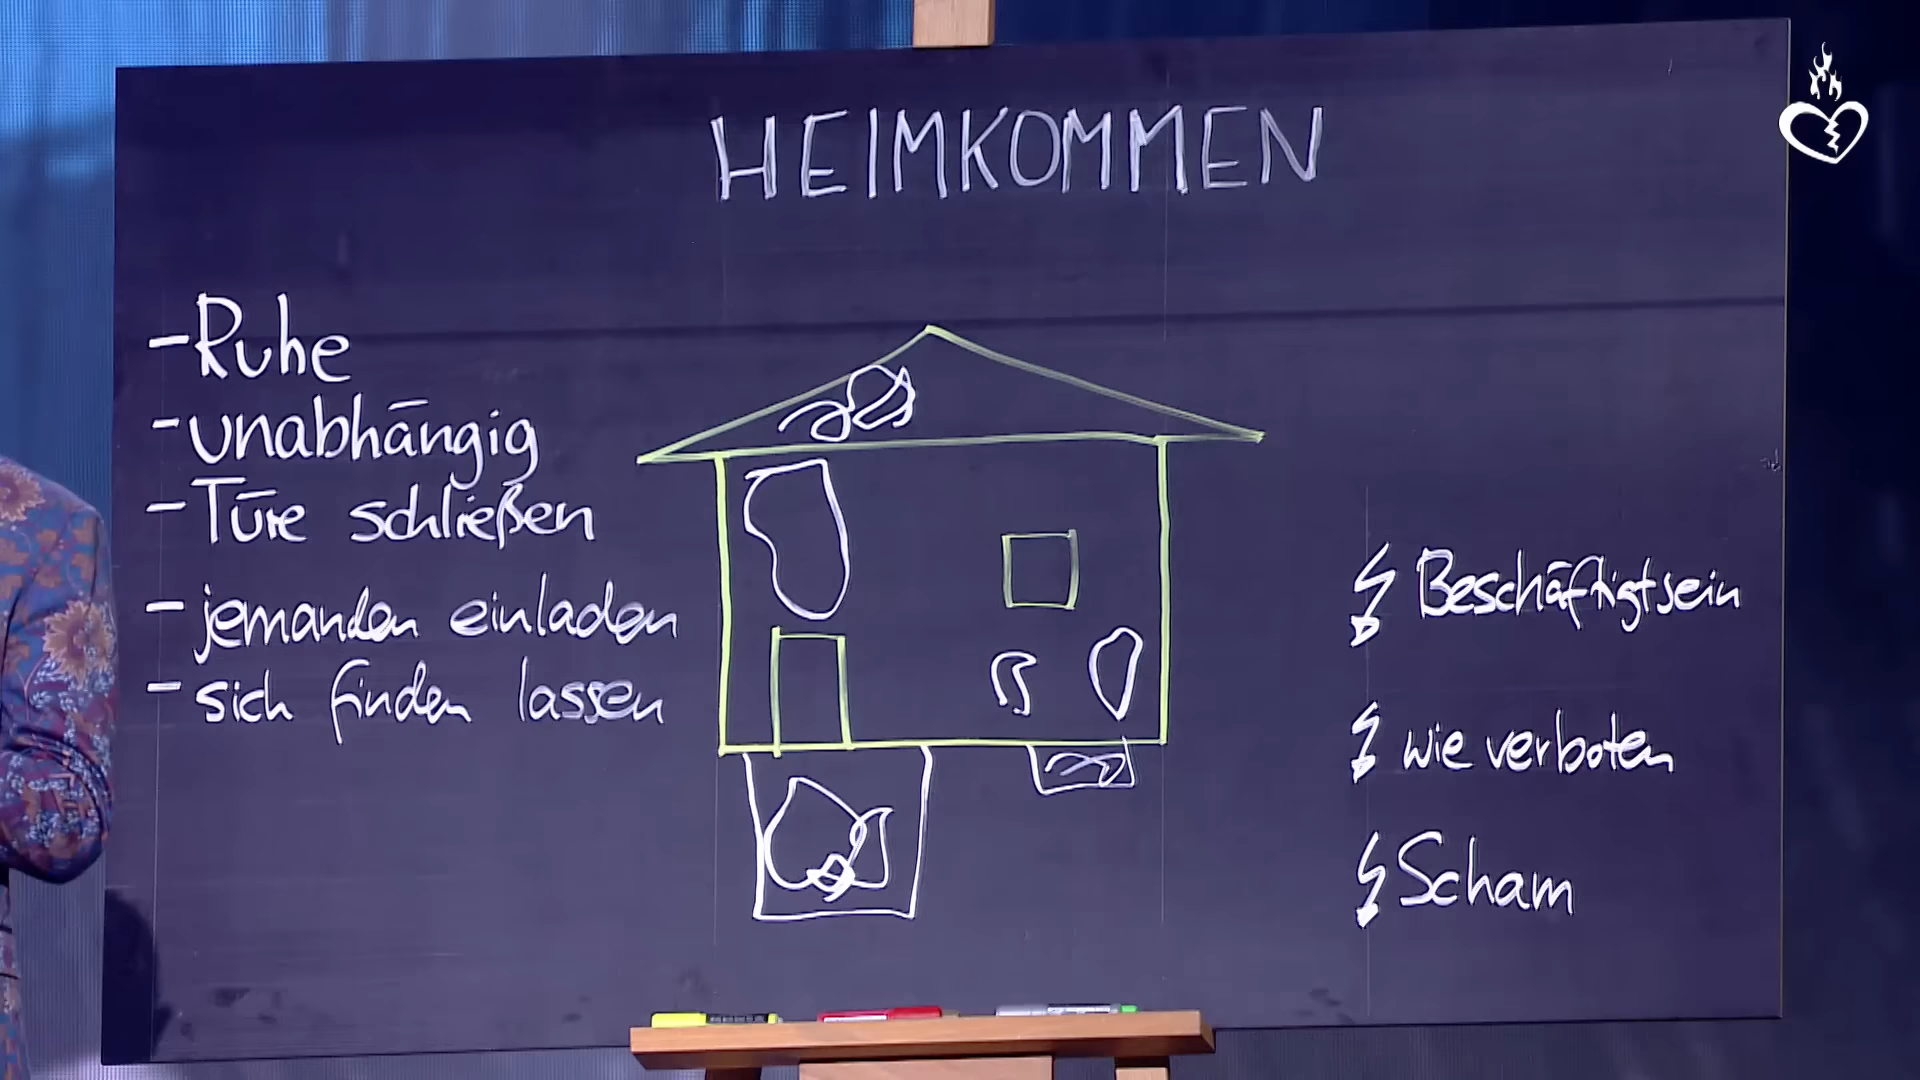 HEIMKOMMEN
- Ruhe
- unabhängig
- Türe schließen
- jemanden einladen
- sich finden lassen
Beschäftigtsein
wie verboten
Scham